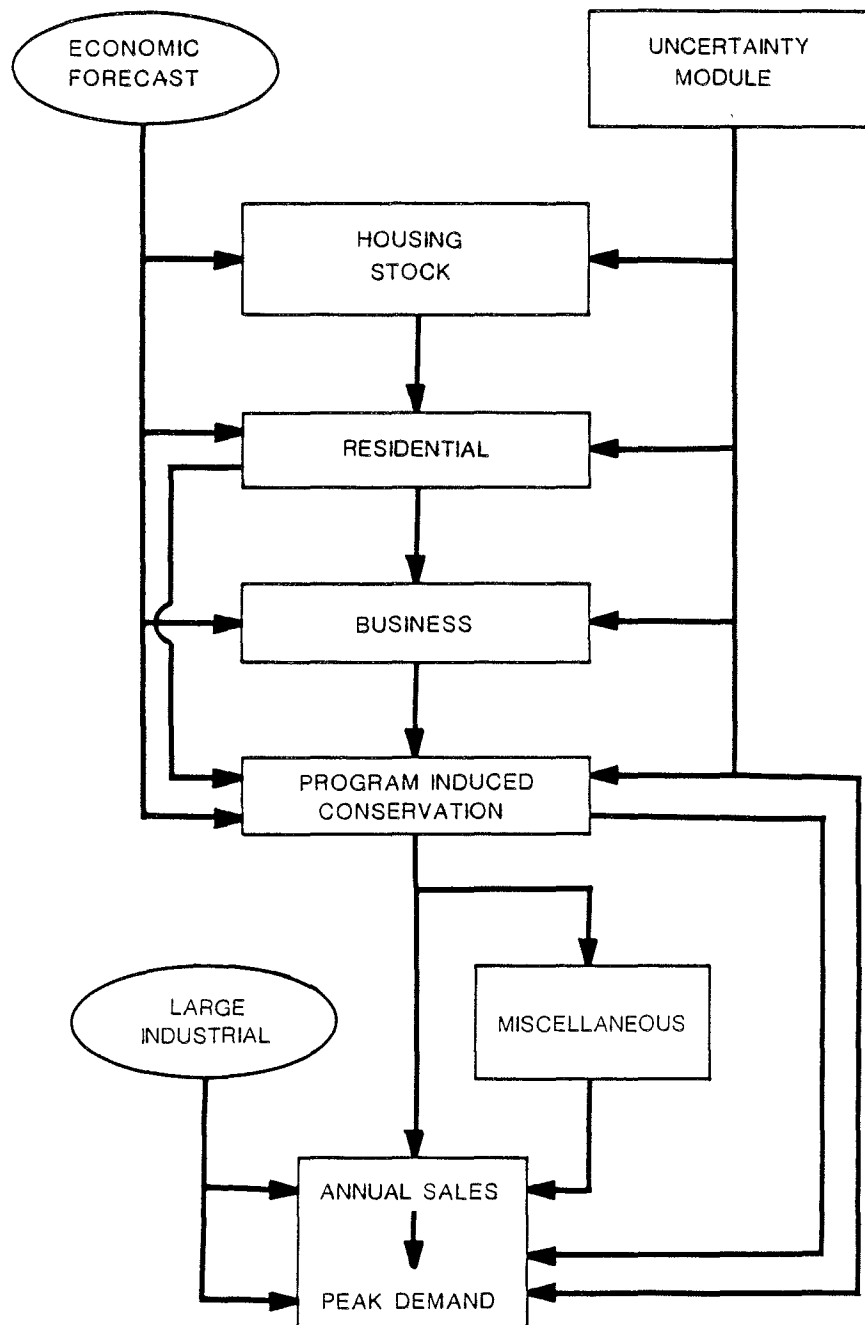 ECONOMIC
FORECAST
UNCERTAINTY
MODULE
HOUSING
STOCK
RESIDENTIAL
BUSINESS
PROGRAM INDUCED
CONSERVATION
LARGE
INDUSTRIAL
MISCELLANEOUS
ANNUAL SALES
PEAK DEMAND